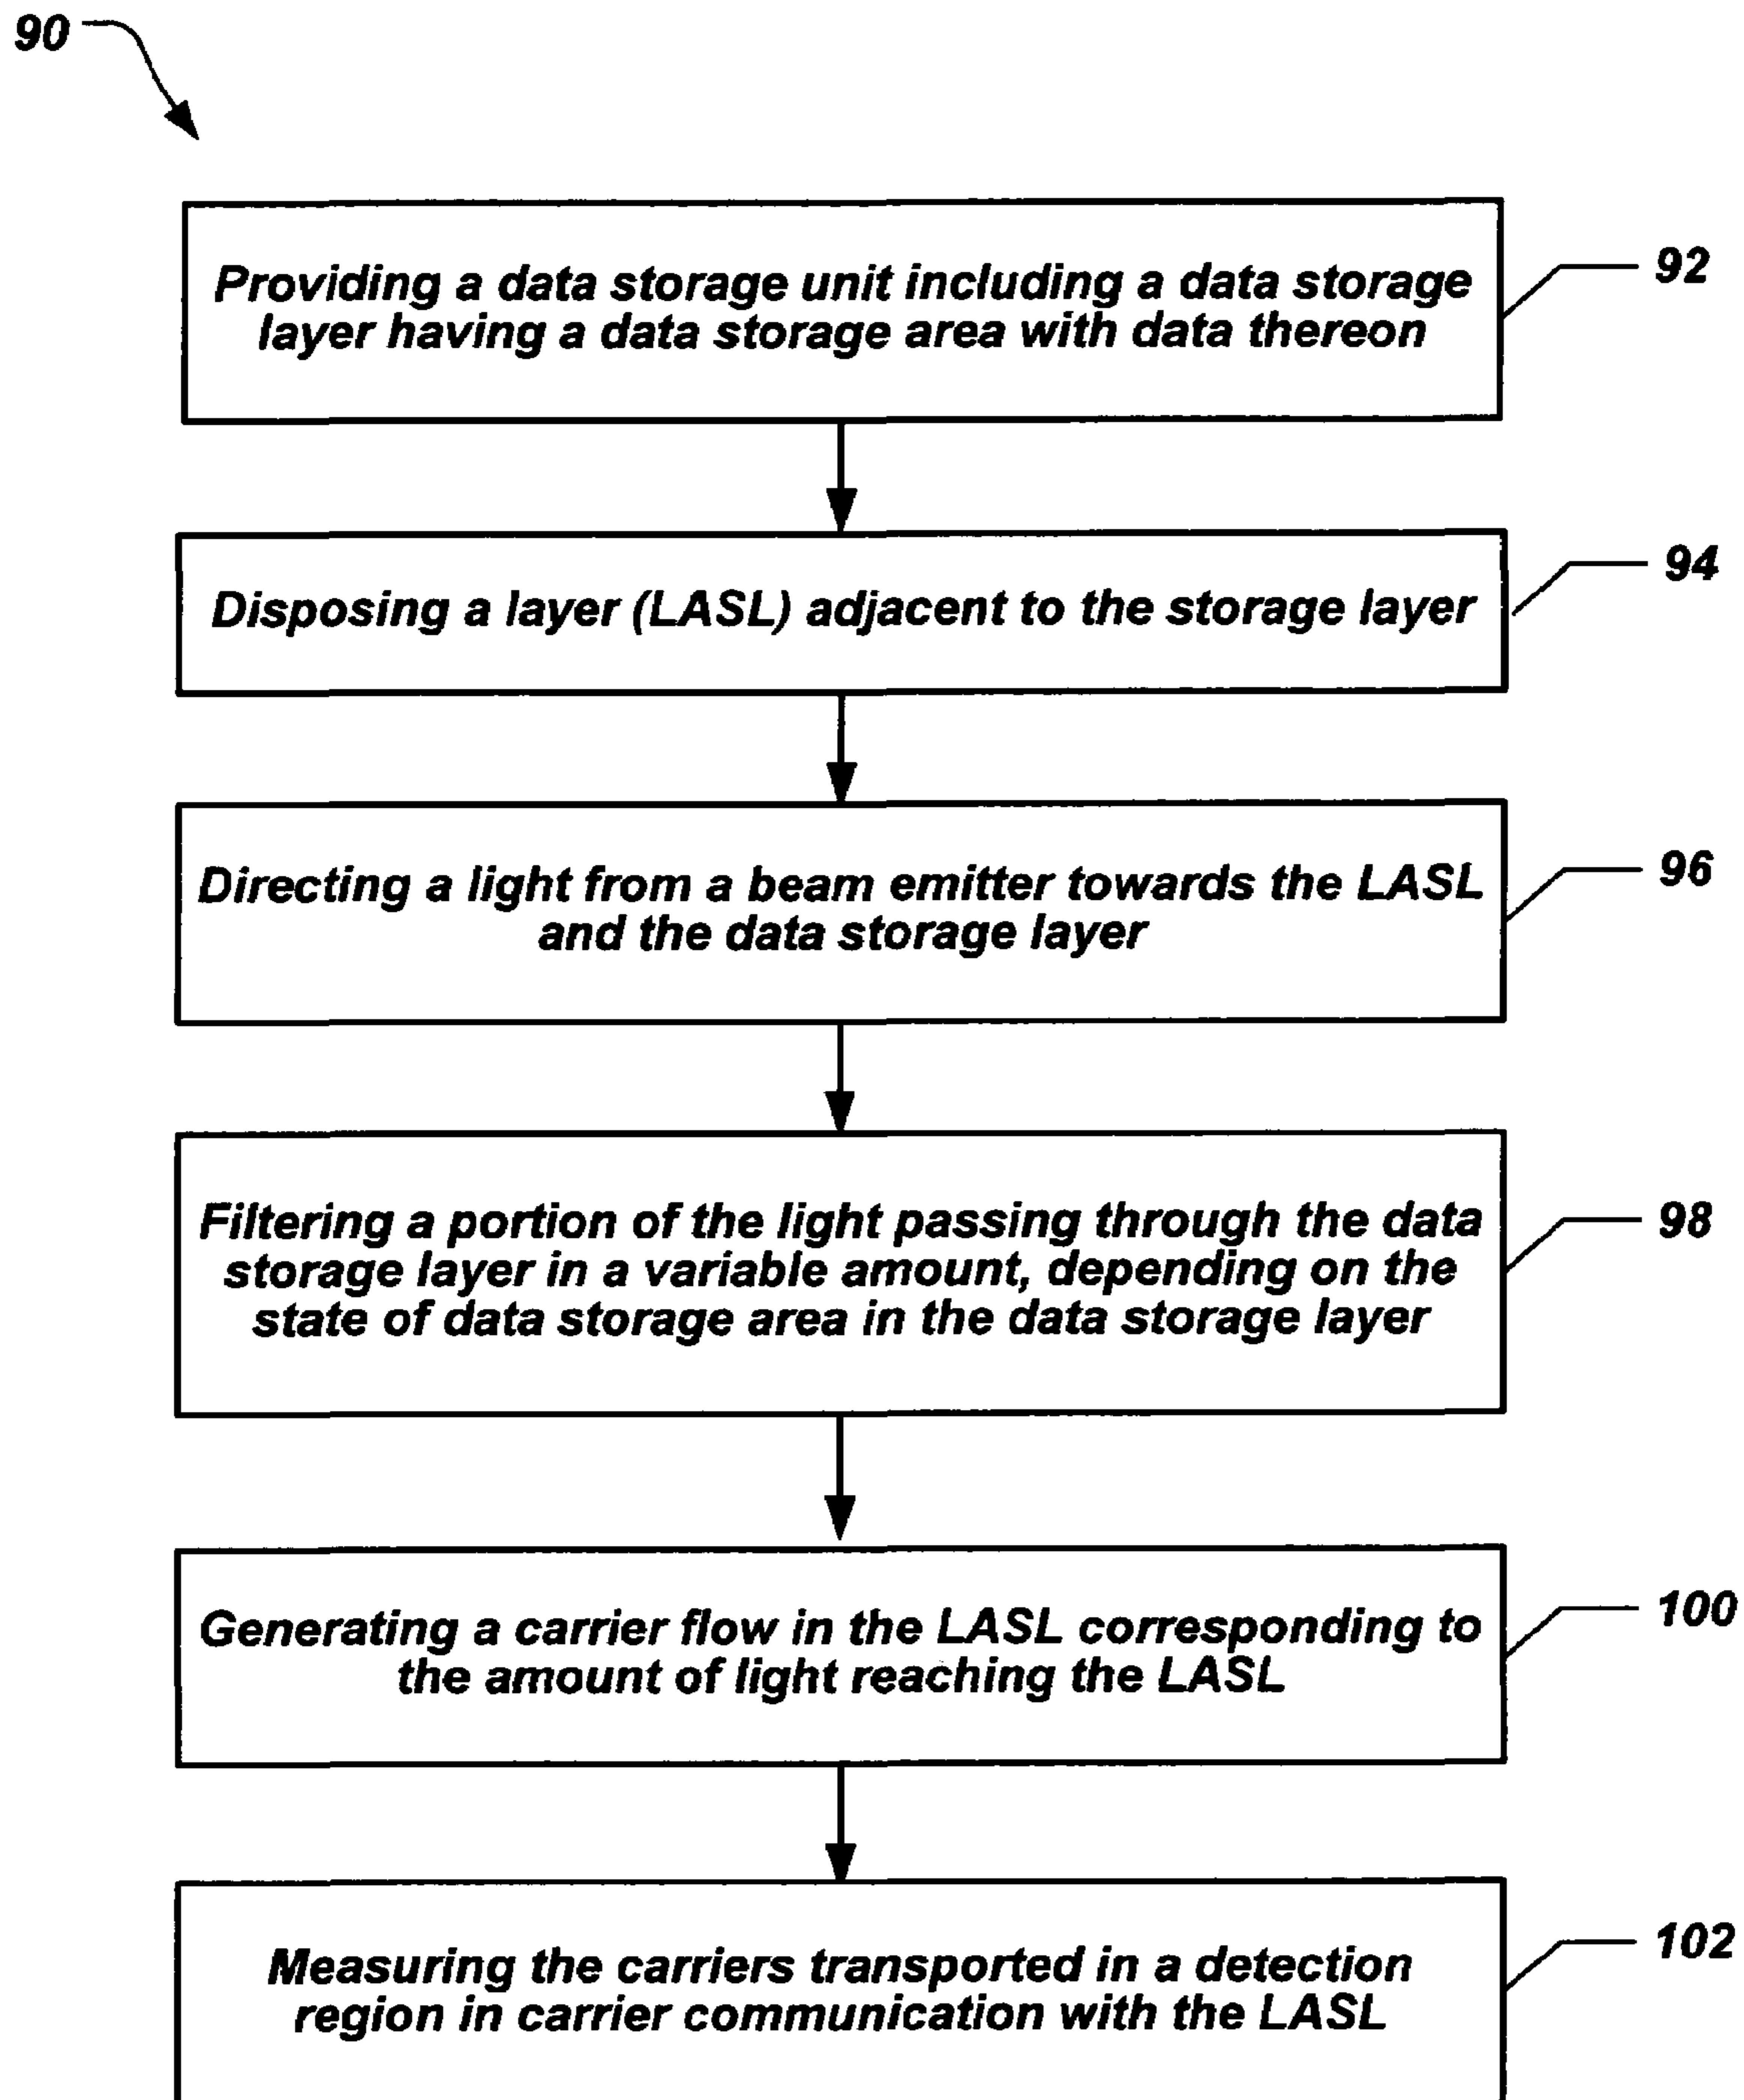 90
Providing a data storage unit including a data storage
layer having a data storage area with data thereon
92
Disposing a layer (LASL) adjacent to the storage layer
94
Directing a light from a beam emitter towards the LASL
and the data storage layer
96
Filtering a portion of the light passing through the data
storage layer in a variable amount, depending on the
state of data storage area in the data storage layer
98
Generating a carrier flow in the LASL corresponding to
the amount of light reaching the LASL
100
Measuring the carriers transported in a detection
region in carrier communication with the LASL
102